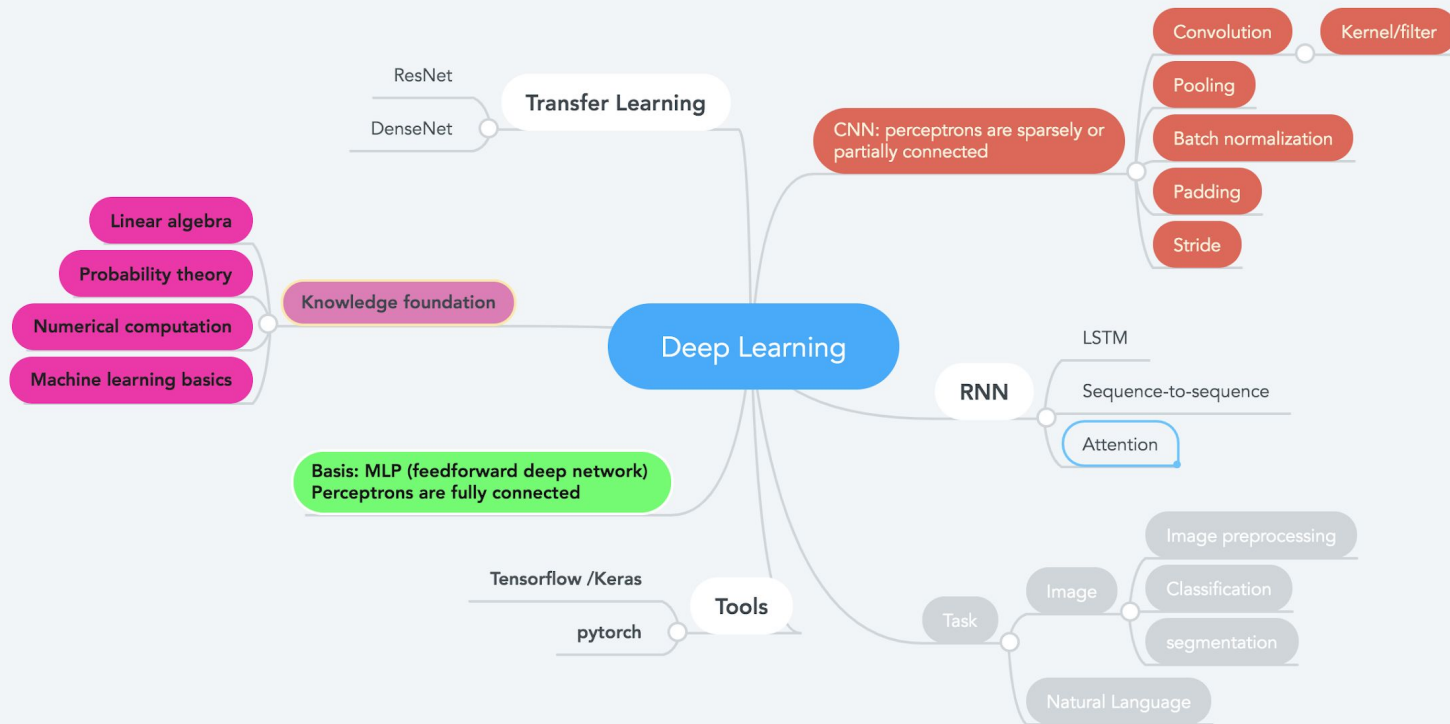 ResNet
DenseNet
Transfer Learning
Linear algebra
Probability theory
Numerical computation
Machine learning basics
Knowledge foundation
Basis: MLP (feedforward deep network)
Perceptrons are fully connected
Tensorflow /Keras
pytorch
Tools
Deep Learning
CNN: perceptrons are sparsely or
partially connected
Convolution
Kernel/filter
Pooling
Batch normalization
Padding
Stride
RNN
LSTM
Sequence-to-sequence
Attention
Task
Image
Image preprocessing
Classification
segmentation
Natural Language